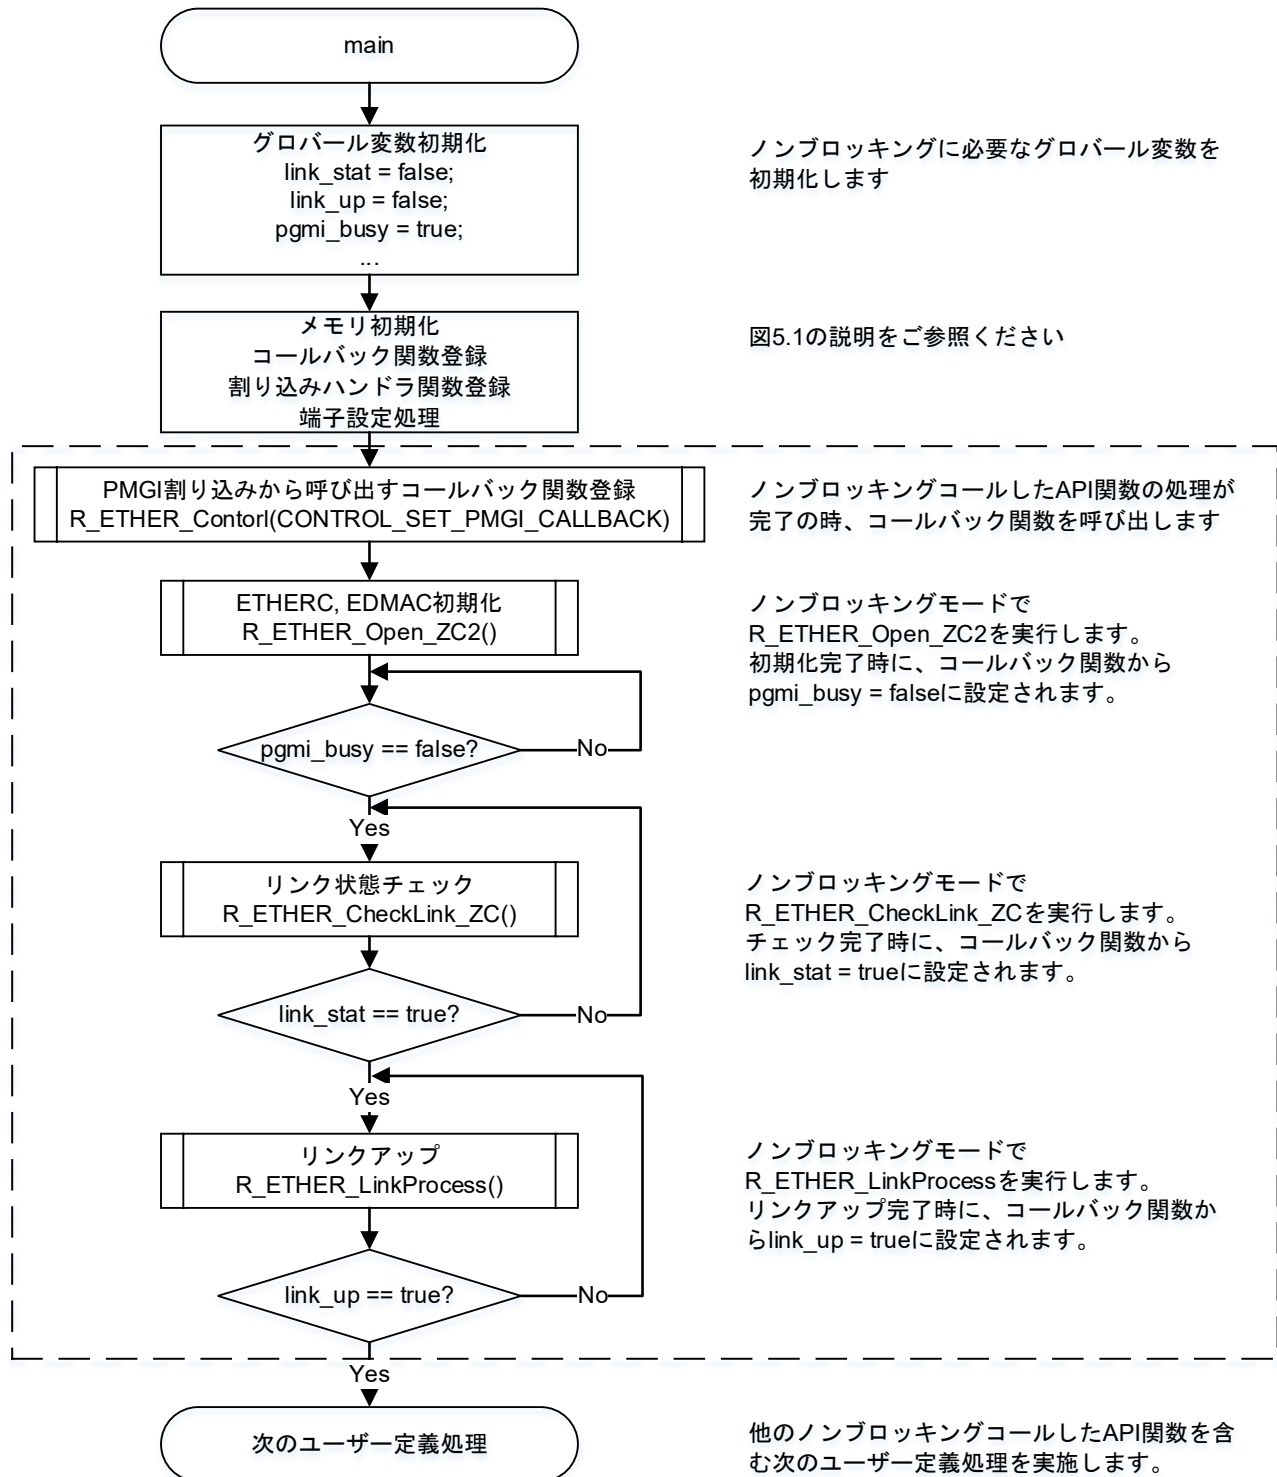 main
グロバール変数初期化
link_stat = false;
link_up = false;
pgmi_busy = true;
...
ノンブロッキングに必要なグロバール変数を
初期化します
メモリ初期化
コールバック関数登録
割り込みハンドラ関数登録
端子設定処理
図5.1の説明をご参照ください
PMGI割り込みから呼び出すコールバック関数登録
R_ETHER_Contorl(CONTROL_SET_PMGI_CALLBACK)
ノンブロッキングコールしたAPI関数の処理が
完了の時、コールバック関数を呼び出します
ETHERC, EDMAC初期化
R_ETHER_Open_ZC2()
ノンブロッキングモードで
R_ETHER_Open_ZC2を実行します。
初期化完了時に、コールバック関数から
pgmi_busy = falseに設定されます。
pgmi_busy == false?
No
Yes
リンク状態チェック
R_ETHER_CheckLink_ZC()
ノンブロッキングモードで
R_ETHER_CheckLink_ZCを実行します。
チェック完了時に、コールバック関数から
link_stat = trueに設定されます。
link_stat == true?
No
Yes
リンクアップ
R_ETHER_LinkProcess()
ノンブロッキングモードで
R_ETHER_LinkProcessを実行します。
リンクアップ完了時に、コールバック関数か
らlink_up = trueに設定されます。
link_up == true?
No
Yes
次のユーザー定義処理
他のノンブロッキングコールしたAPI関数を含
む次のユーザー定義処理を実施します。